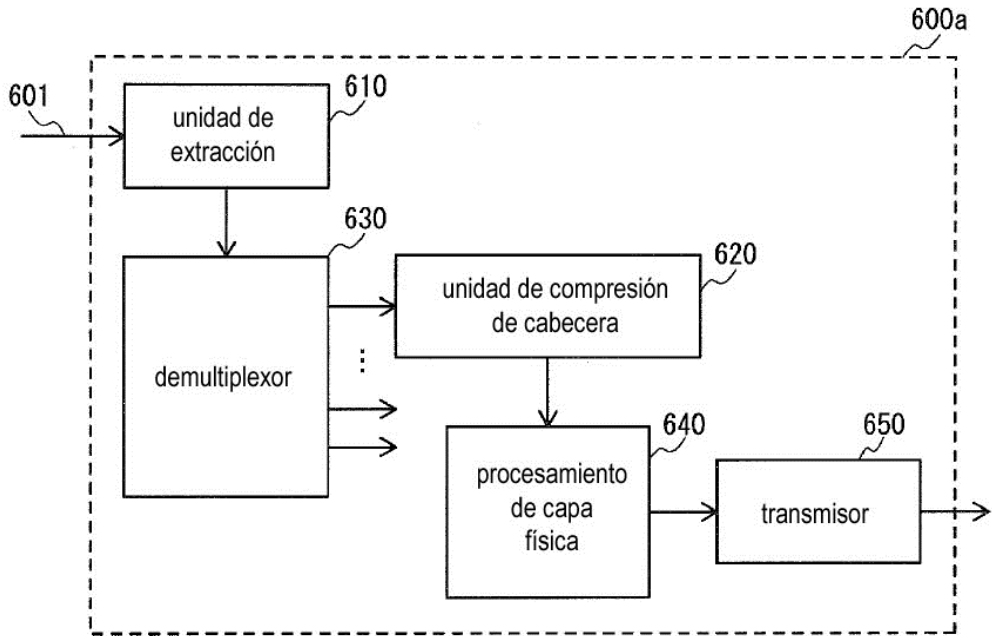 600a
601
610
unidad de
extracción
630
demultiplexor
620
unidad de compresión
de cabecera
640
procesamiento
de capa
física
650
transmisor